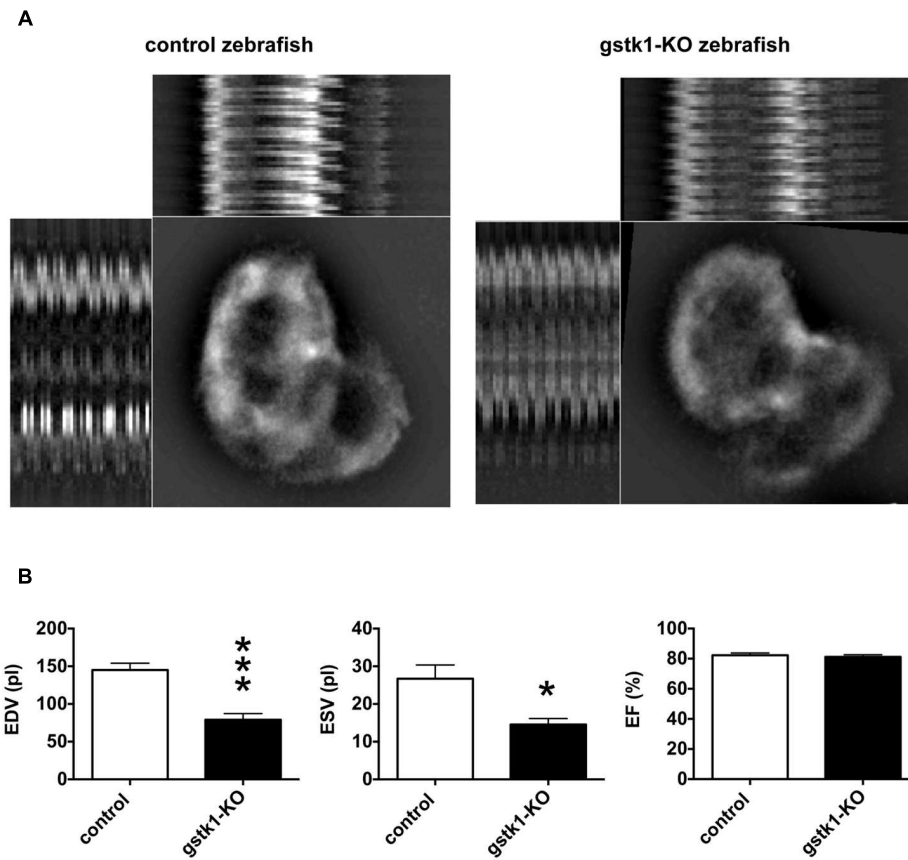 A
control zebrafish
gstk1-KO zebrafish
B
EDV (pl)
200
150
100
50
0
***
control
gstk1-KO
ESV (pl)
40
30
20
10
0
*
control
gstk1-KO
EF (%)
100
80
60
40
20
0
control
gstk1-KO